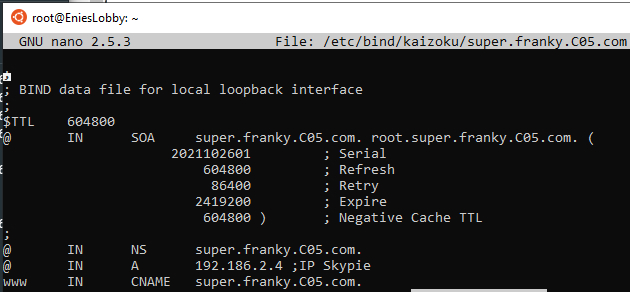 root@EniesLobby: ~
GNU nano 2.5.3 File: /etc/bind/kaizoku/super.franky.C05.com
;
; BIND data file for local loopback interface
;
$TTL 604800
@ IN SOA super.franky.C05.com. root.super.franky.C05.com. (
2021102601 ; Serial
604800 ; Refresh
86400 ; Retry
2419200 ; Expire
604800 ) ; Negative Cache TTL
;
@ IN NS super.franky.C05.com.
@ IN A 192.186.2.4 ;IP Skypie
www IN CNAME super.franky.C05.com.